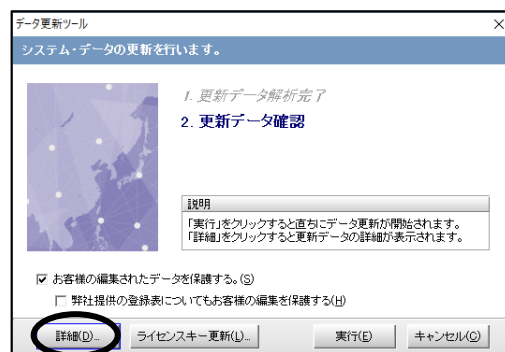 データ更新ツール
システム・データの更新を行います。
1. 更新データ解析完了
2. 更新データ確認
説明
「実行」をクリックすると直ちにデータ更新が開始されます。
「詳細」をクリックすると更新データの詳細が表示されます。
お客様の編集されたデータを保護する。(S)
弊社提供の登録表についてもお客様の編集を保護する(H)
詳細(D)... ライセンスキー更新(L)... 実行(E) キャンセル(C)